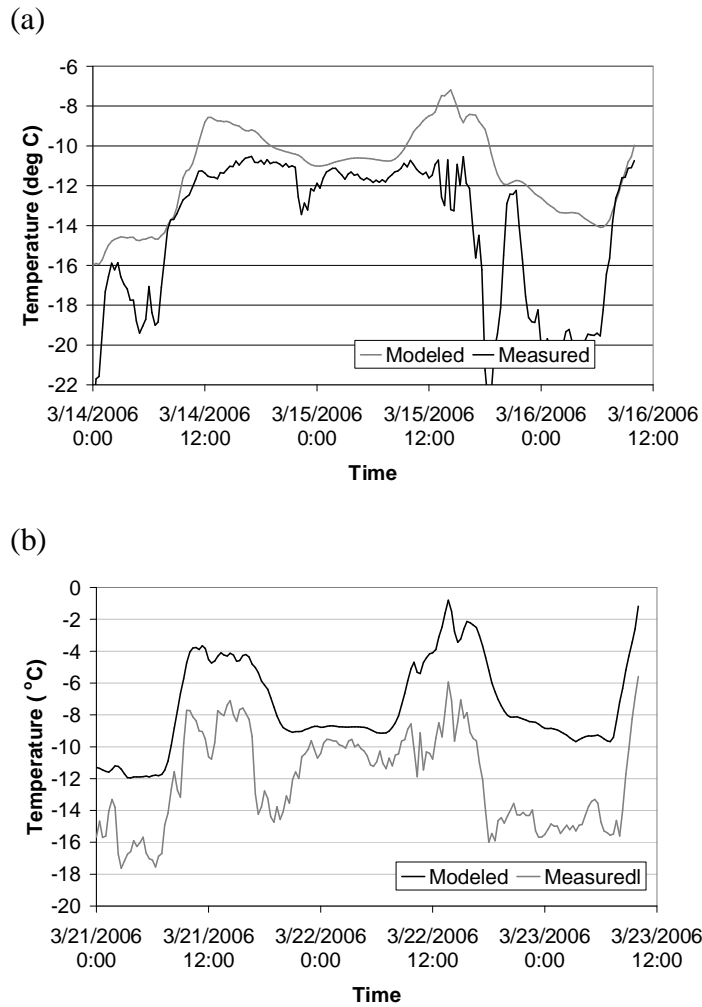 (a)
-6
-8
-10
-12
-14
-16
-18
-20
-22
Temperature (deg C)
Modeled Measured
3/14/2006 3/14/2006 3/15/2006 3/15/2006 3/16/2006 3/16/2006
0:00 12:00 0:00 12:00 0:00 12:00
Time
(b)
0
-2
-4
-6
-8
-10
-12
-14
-16
-18
-20
Temperature ( °C)
Modeled Measuredl
3/21/2006 3/21/2006 3/22/2006 3/22/2006 3/23/2006 3/23/2006
0:00 12:00 0:00 12:00 0:00 12:00
Time